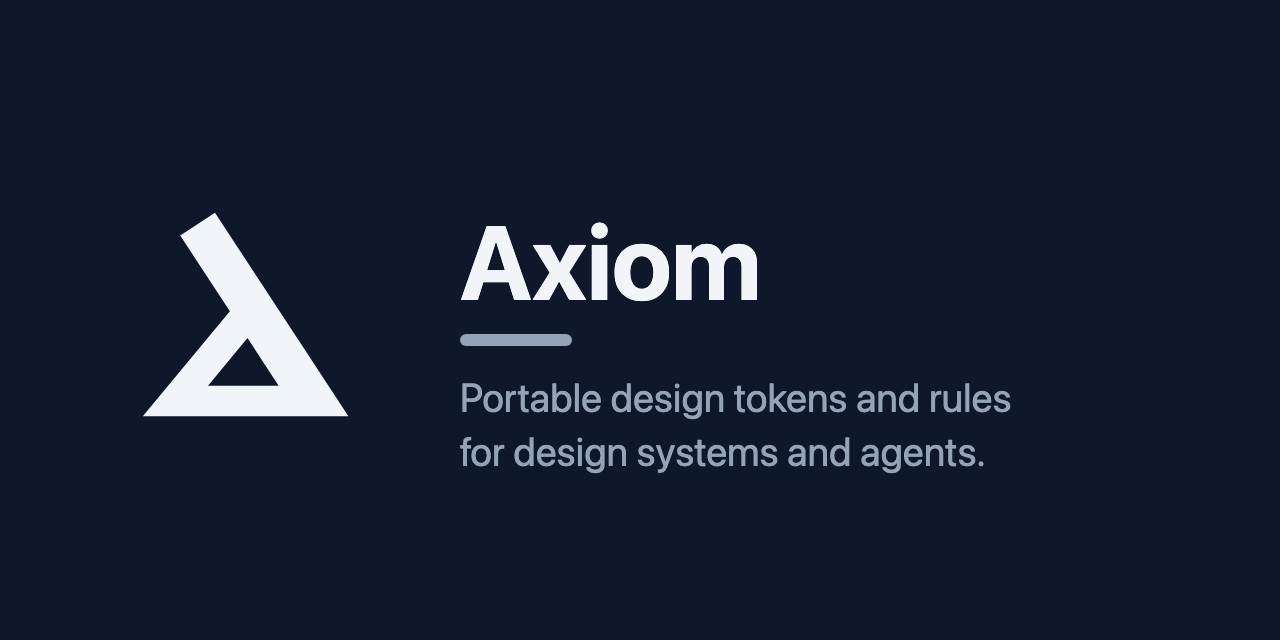 Axiom
Portable design tokens and rules
for design systems and agents.